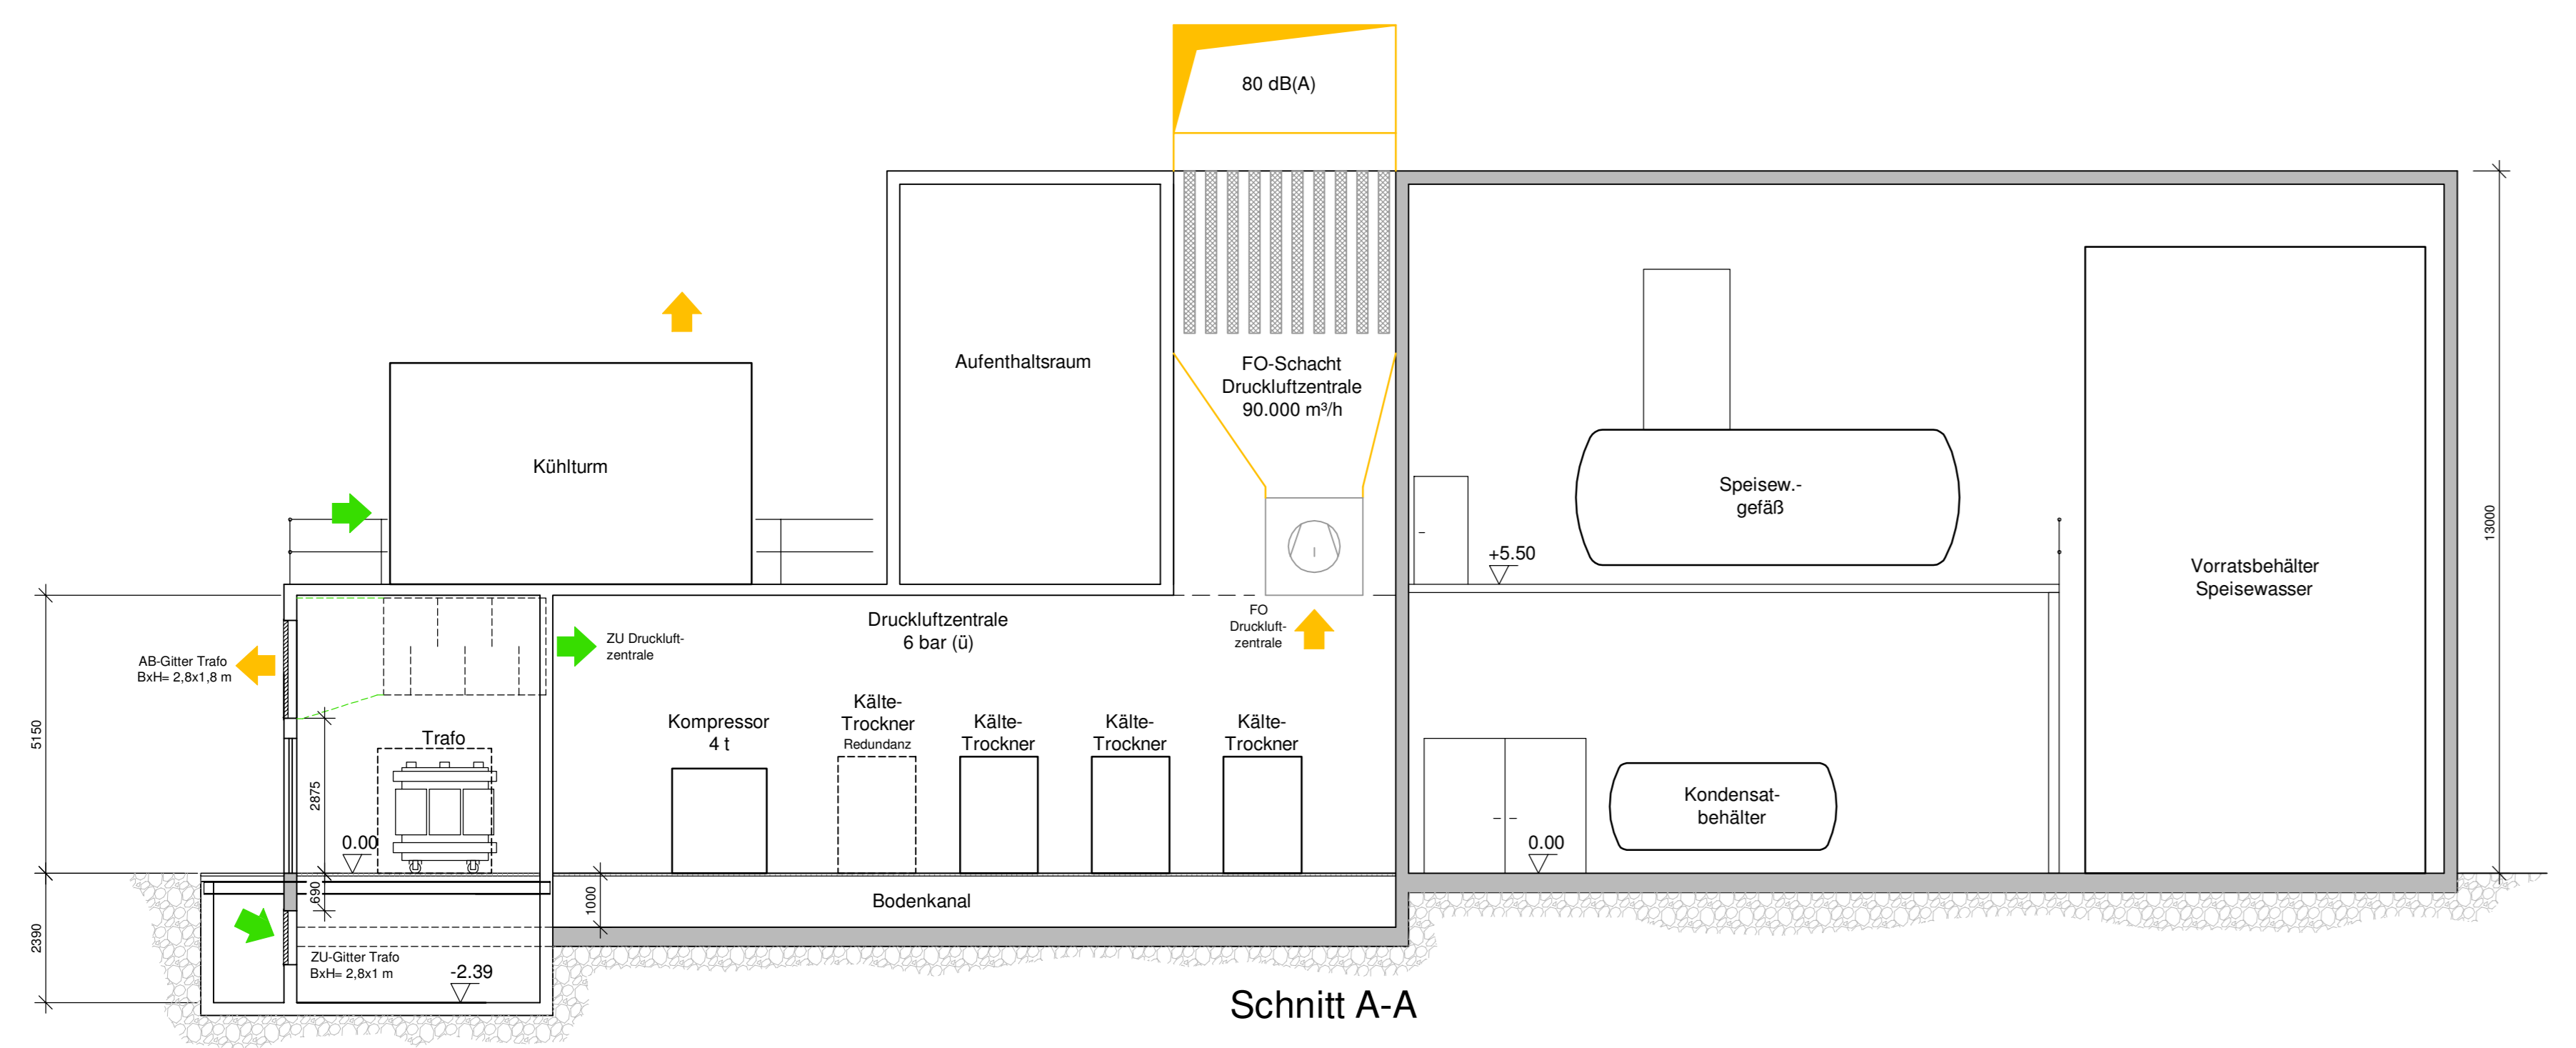 80 dB(A)
Aufenthaltsraum
FO-Schacht
Druckluftzentrale
90.000 m³/h
Kühlturm
Speisew.-
gefäß
+5.50
13000
Vorratsbehälter
Speisewasser
Druckluftzentrale
6 bar (ü)
FO
Druckluft-
zentrale
ZU Druckluft-
zentrale
AB-Gitter Trafo
BxH= 2,8x1,8 m
5150
2875
Trafo
Kompressor
4 t
Kälte-
Trockner
Redundanz
Kälte-
Trockner
Kälte-
Trockner
Kälte-
Trockner
Kondensat-
behälter
0.00
0.00
690
1000
Bodenkanal
2390
ZU-Gitter Trafo
BxH= 2,8x1 m
-2.39
Schnitt A-A